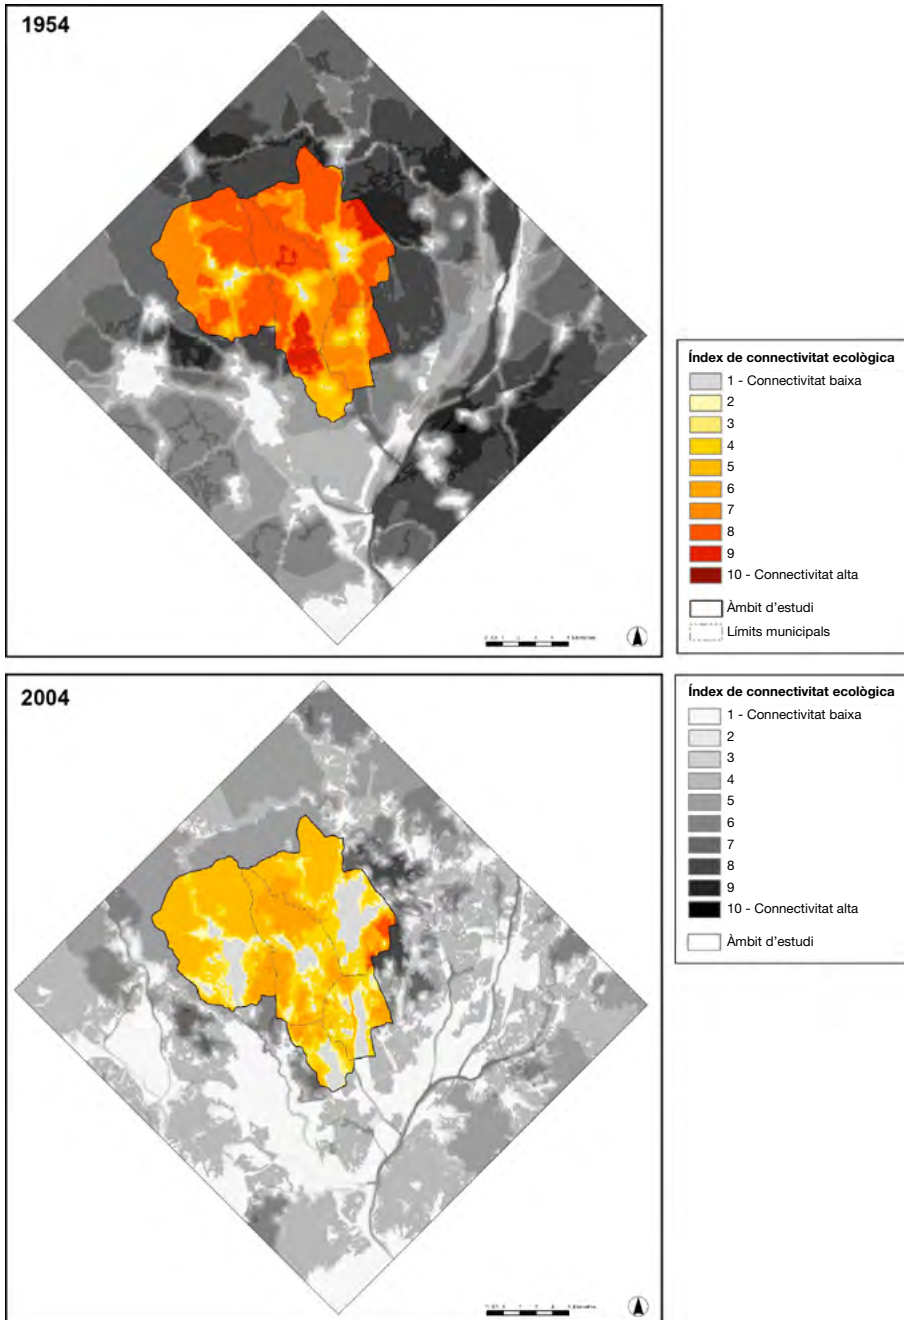 1954
Índex de connectivitat ecològica
1 - Connectivitat baixa
2
3
4
5
6
7
8
9
10 - Connectivitat alta
Àmbit d'estudi
Límits municipals
2004
Índex de connectivitat ecològica
1 - Connectivitat baixa
2
3
4
5
6
7
8
9
10 - Connectivitat alta
Àmbit d'estudi